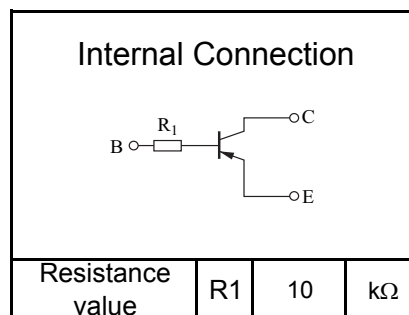 Internal Connection
C
R1
B
E
Resistance value R1 10 kΩ